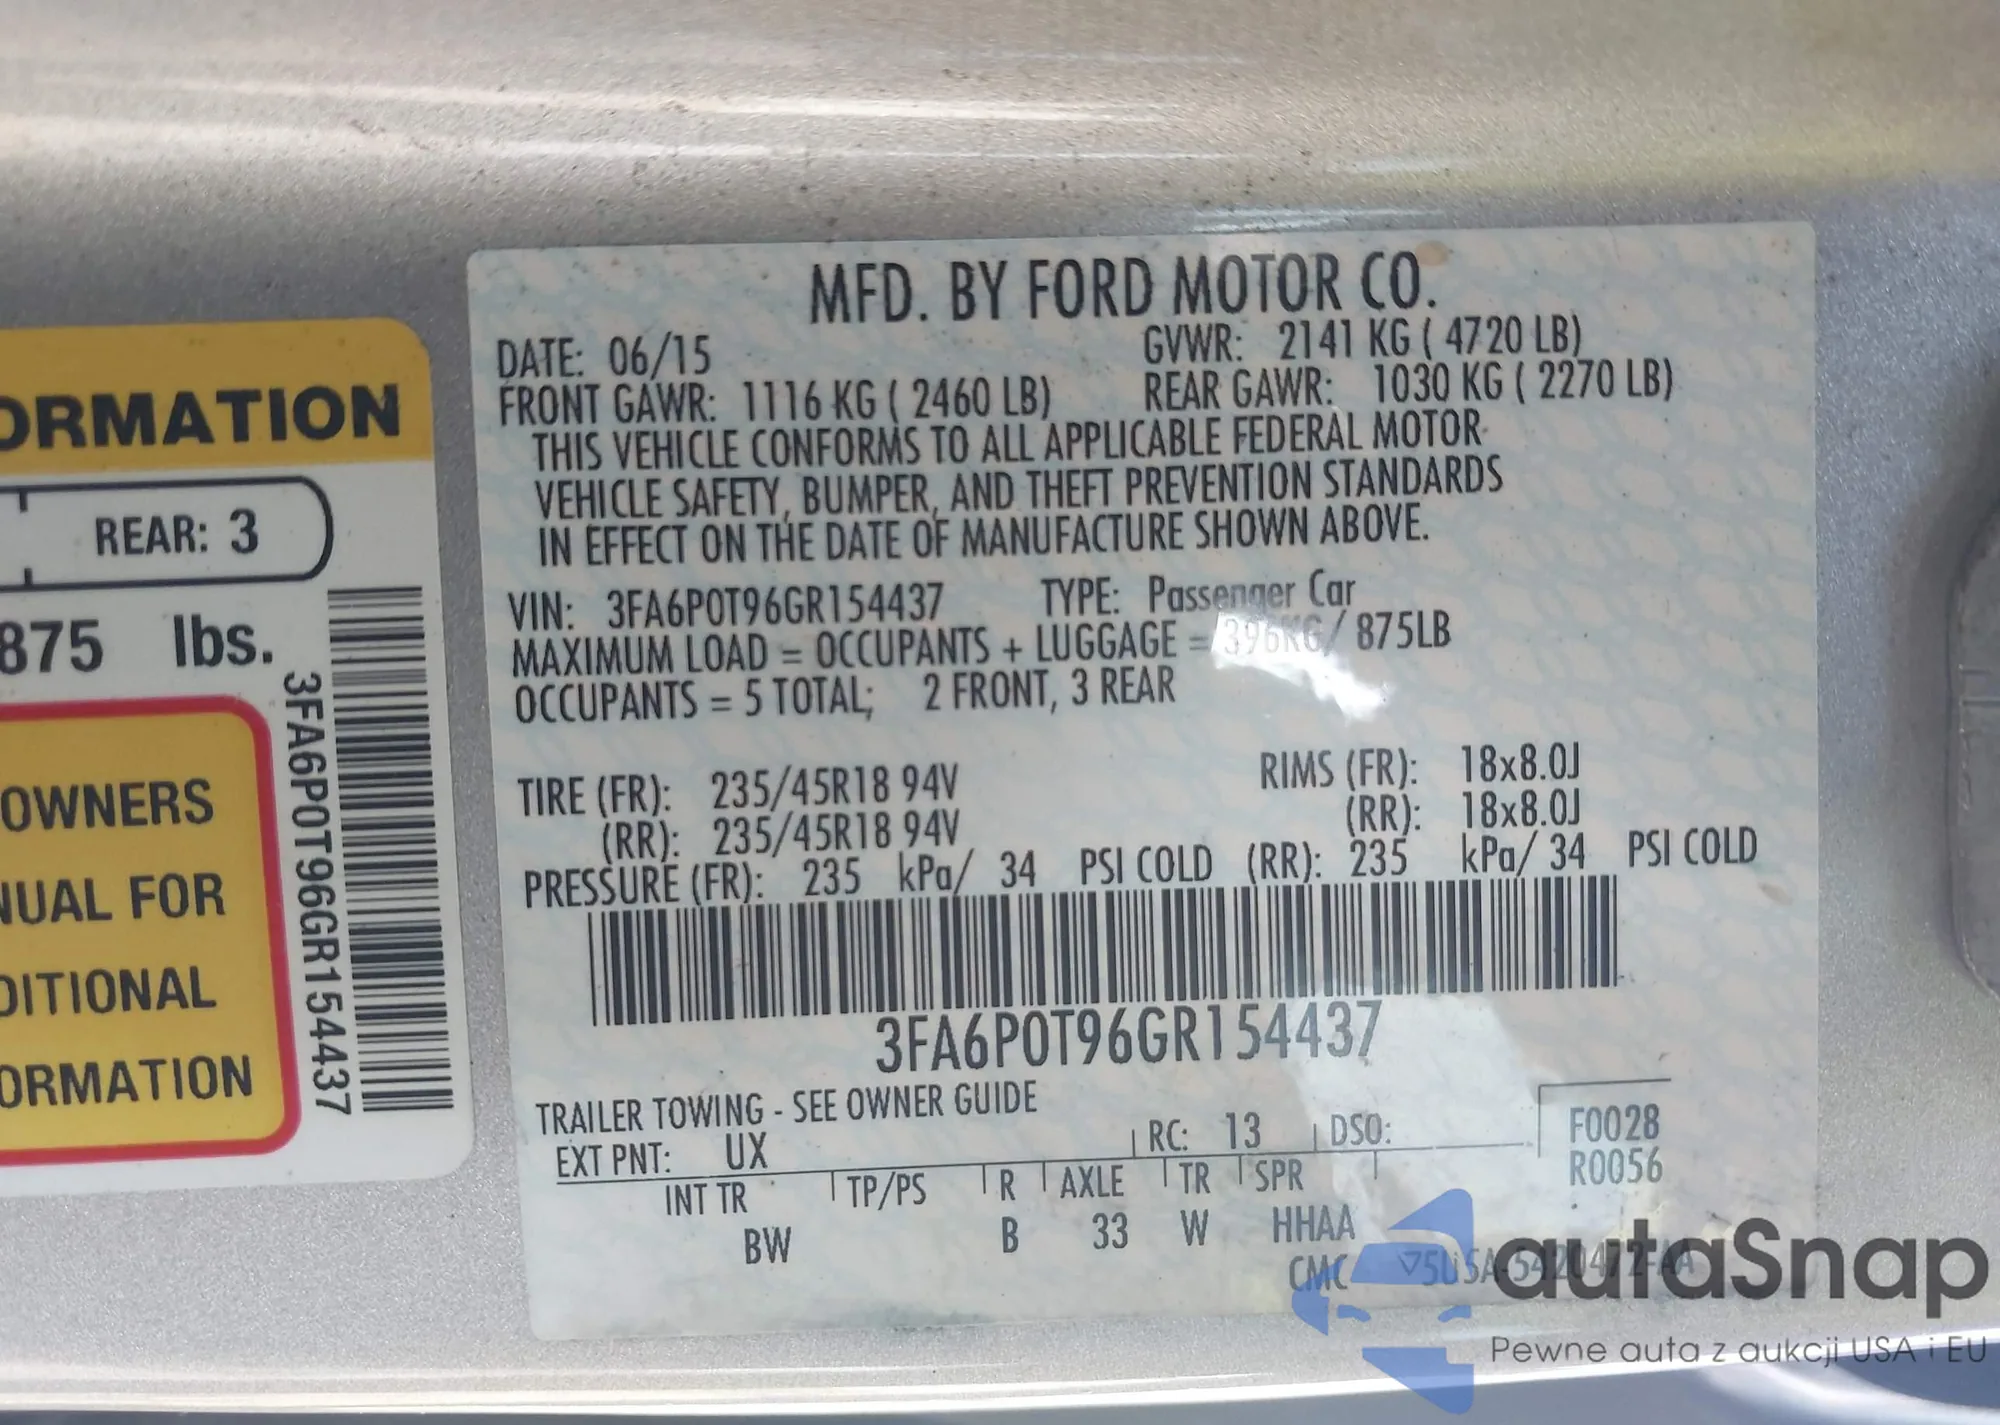 ORMATION
REAR: 3
875 lbs.
OWNERS
NUAL FOR
DITIONAL
ORMATION
3FA6P0T96GR154437
MFD. BY FORD MOTOR CO.
DATE: 06/15 GVWR: 2141 KG ( 4720 LB)
FRONT GAWR: 1116 KG ( 2460 LB) REAR GAWR: 1030 KG ( 2270 LB)
THIS VEHICLE CONFORMS TO ALL APPLICABLE FEDERAL MOTOR
VEHICLE SAFETY, BUMPER, AND THEFT PREVENTION STANDARDS
IN EFFECT ON THE DATE OF MANUFACTURE SHOWN ABOVE.
VIN: 3FA6P0T96GR154437 TYPE: Passenger Car
MAXIMUM LOAD = OCCUPANTS + LUGGAGE = 396KG/ 875LB
OCCUPANTS = 5 TOTAL; 2 FRONT, 3 REAR
TIRE (FR): 235/45R18 94V RIMS (FR): 18x8.0J
(RR): 235/45R18 94V (RR): 18x8.0J
PRESSURE (FR): 235 kPa/ 34 PSI COLD (RR): 235 kPa/ 34 PSI COLD
3FA6P0T96GR154437
TRAILER TOWING - SEE OWNER GUIDE
EXT PNT: UX RC: 13 DSO: F0028
R0056
INT TR TP/PS R AXLE TR SPR
BW B 33 W HHAA
CMC
autaSnap
Pewne auta z aukcji USA i EU